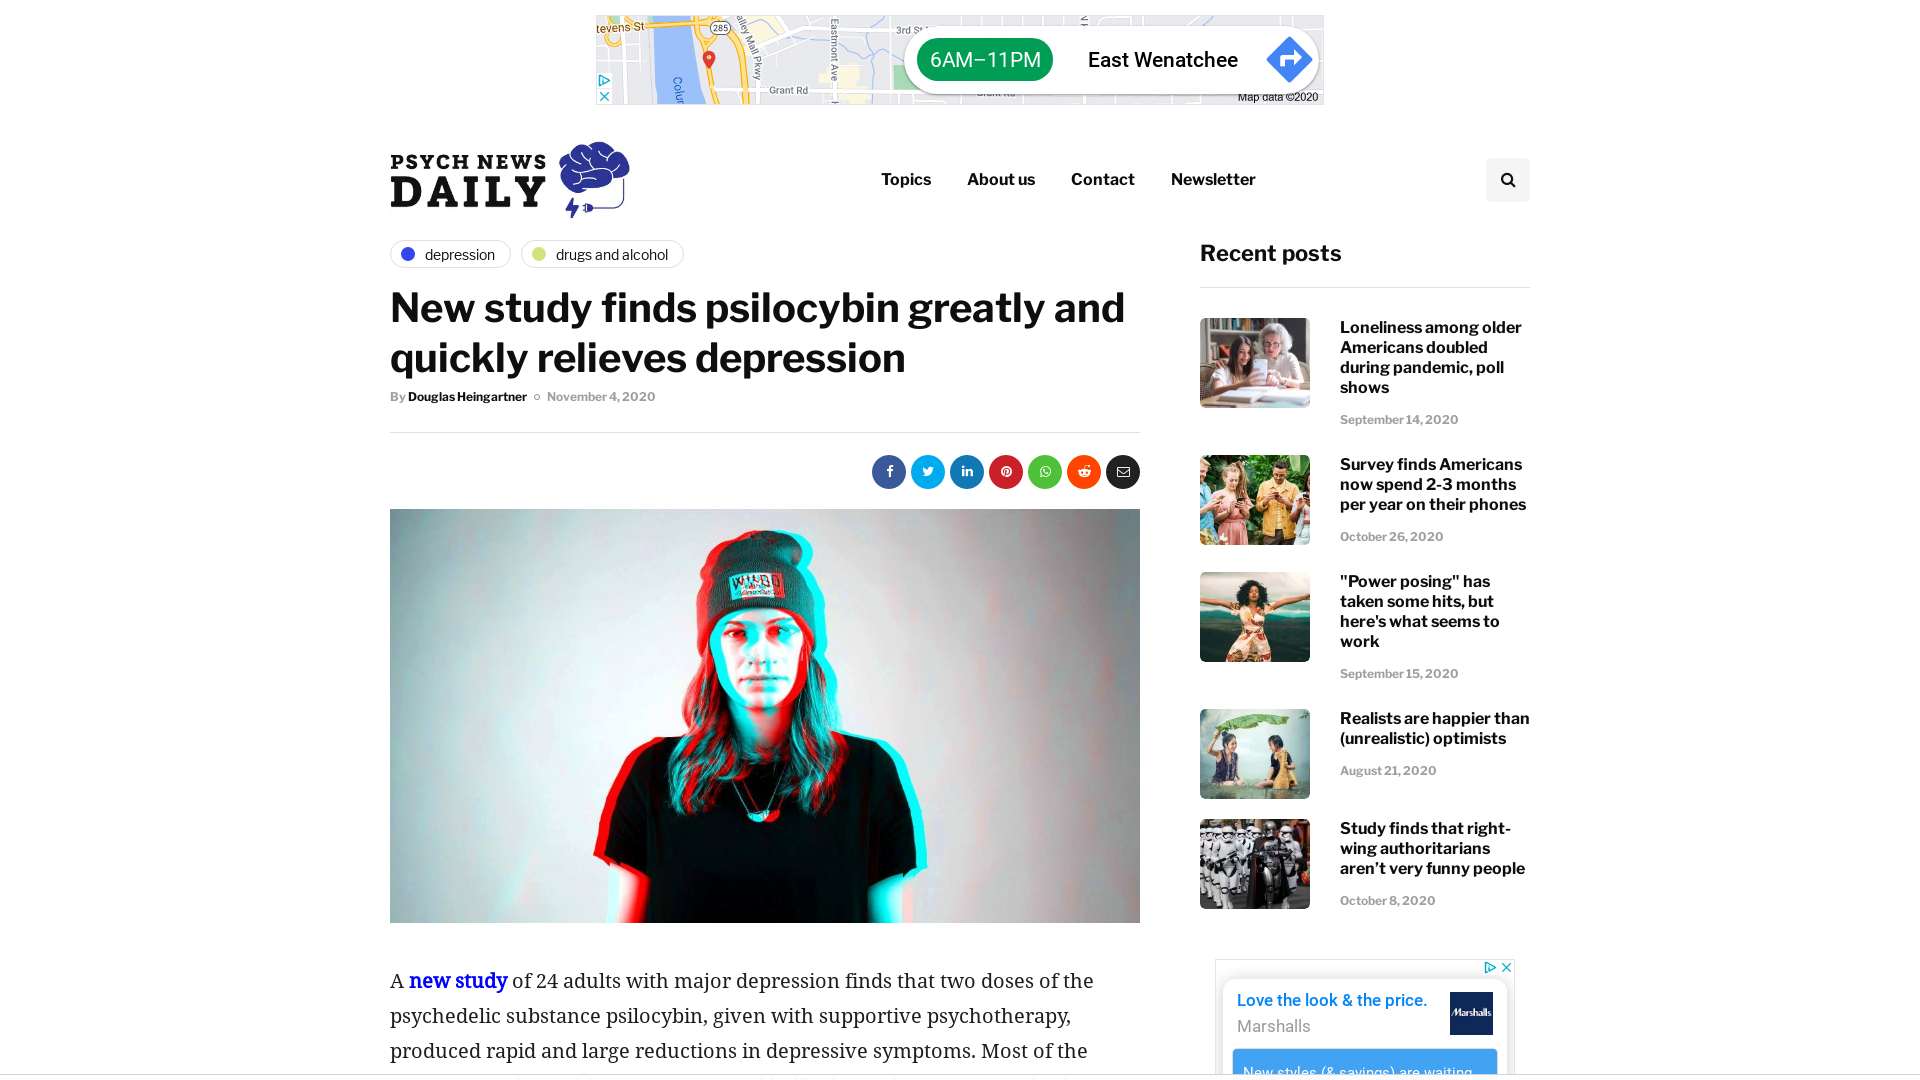 tevens St
285
alley Mall Pkwy
Eastmont Ave
3rd St
Grant Rd
6AM–11PM
East Wenatchee
Map data ©2020
PSYCH NEWS
DAILY
Topics
About us
Contact
Newsletter
depression
drugs and alcohol
New study finds psilocybin greatly and
quickly relieves depression
By Douglas Heingartner
November 4, 2020
A new study of 24 adults with major depression finds that two doses of the
psychedelic substance psilocybin, given with supportive psychotherapy,
produced rapid and large reductions in depressive symptoms. Most of the
Recent posts
Loneliness among older
Americans doubled
during pandemic, poll
shows
September 14, 2020
Survey finds Americans
now spend 2-3 months
per year on their phones
October 26, 2020
"Power posing" has
taken some hits, but
here's what seems to
work
September 15, 2020
Realists are happier than
(unrealistic) optimists
August 21, 2020
Study finds that right-
wing authoritarians
aren’t very funny people
October 8, 2020
Love the look & the price.
Marshalls
Marshalls
New styles (& savings) are waiting